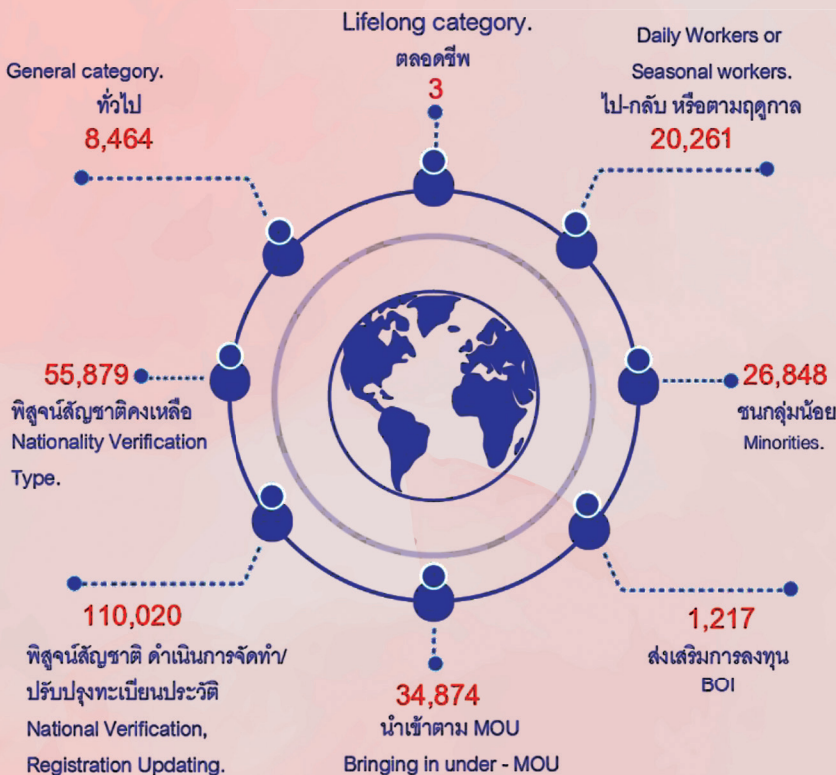 Lifelong category.
ตลอดชีพ
3
Daily Workers or
Seasonal workers.
ไป-กลับ หรือตามฤดูกาล
20,261
General category.
ทั่วไป
8,464
55,879
พิสูจน์สัญชาติคงเหลือ
Nationality Verification
Type.
26,848
ชนกลุ่มน้อย
Minorities.
110,020
พิสูจน์สัญชาติ ดำเนินการจัดทำ/
ปรับปรุงทะเบียนประวัติ
National Verification,
Registration Updating.
34,874
นำเข้าตาม MOU
Bringing in under - MOU
1,217
ส่งเสริมการลงทุน
BOI